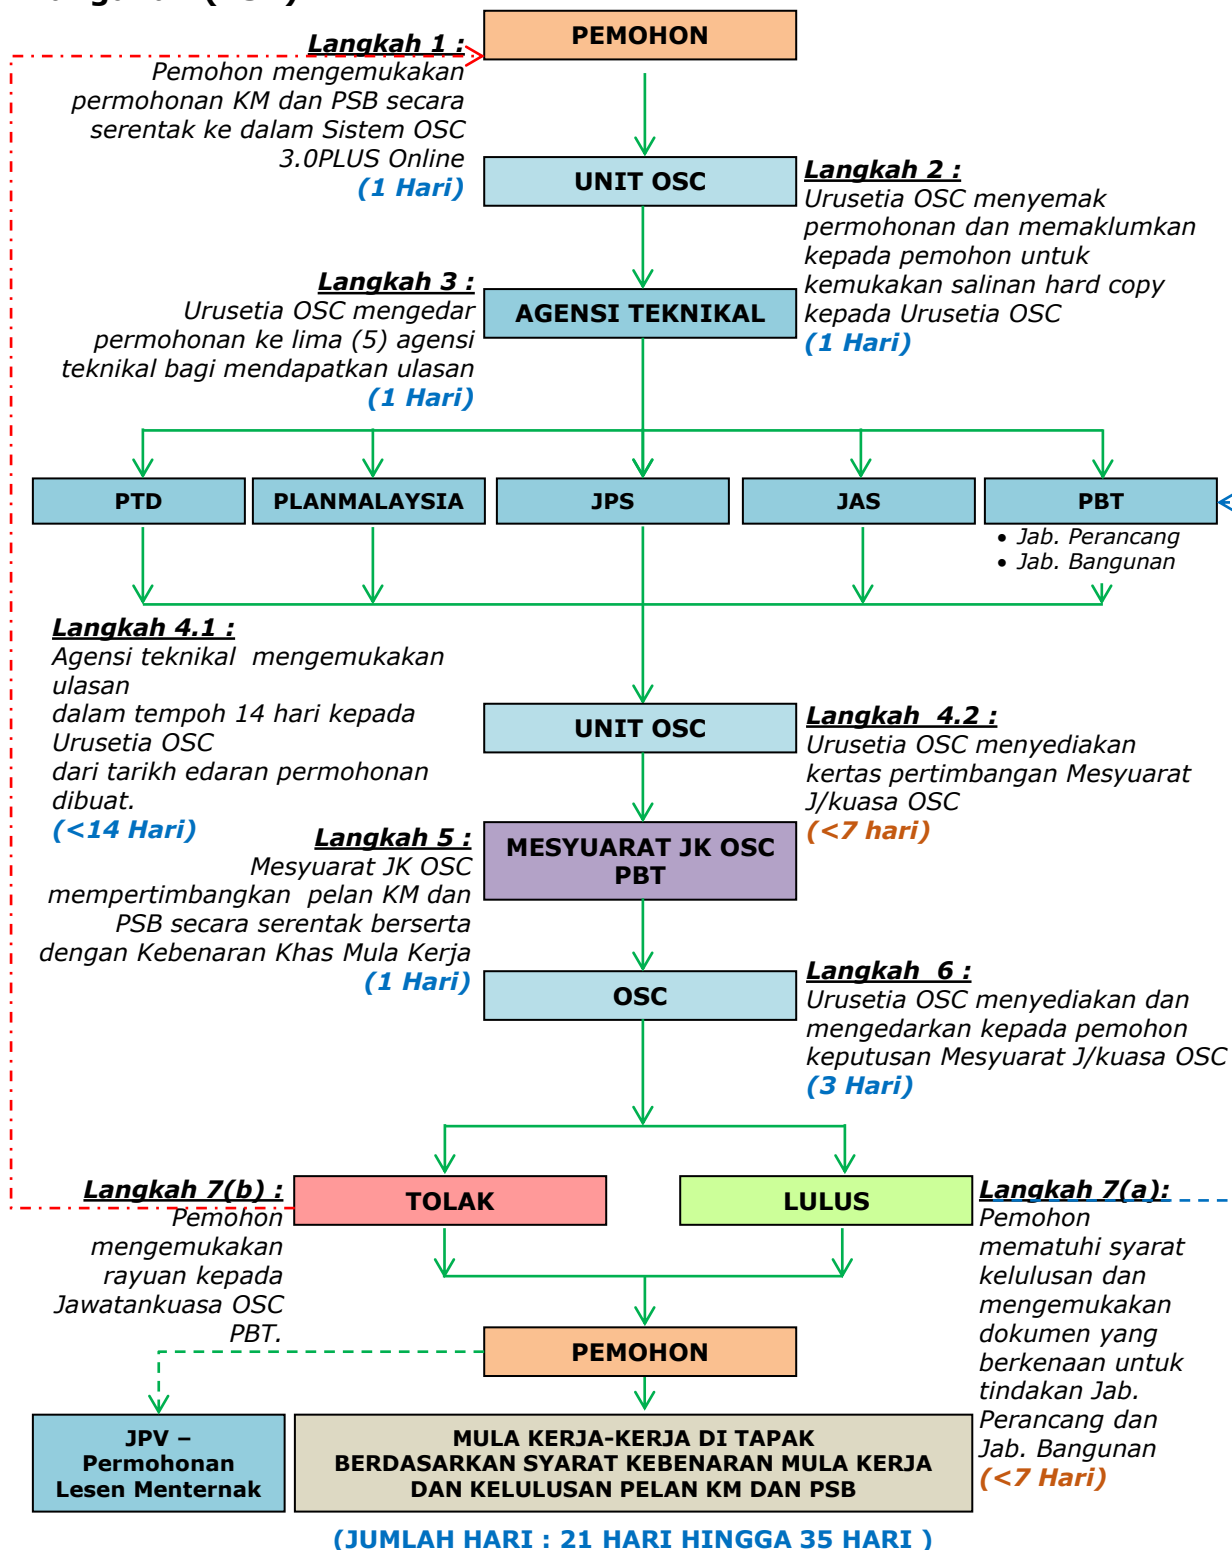 PEMOHON
Langkah 1 :
Pemohon mengemukakan
permohonan KM dan PSB secara
serentak ke dalam Sistem OSC
3.0PLUS Online
(1 Hari)
UNIT OSC
Langkah 2 :
Urusetia OSC menyemak
permohonan dan memaklumkan
kepada pemohon untuk
kemukakan salinan hard copy
kepada Urusetia OSC
(1 Hari)
Langkah 3 :
Urusetia OSC mengedar
permohonan ke lima (5) agensi
teknikal bagi mendapatkan ulasan
(1 Hari)
AGENSI TEKNIKAL
PTD
PLANMALAYSIA
JPS
JAS
PBT
• Jab. Perancang
• Jab. Bangunan
Langkah 4.1 :
Agensi teknikal  mengemukakan
ulasan
dalam tempoh 14 hari kepada
Urusetia OSC
dari tarikh edaran permohonan
dibuat.
(<14 Hari)
UNIT OSC
Langkah  4.2 :
Urusetia OSC menyediakan
kertas pertimbangan Mesyuarat
J/kuasa OSC
(<7 hari)
Langkah 5 :
Mesyuarat JK OSC
mempertimbangkan  pelan KM dan
PSB secara serentak berserta
dengan Kebenaran Khas Mula Kerja
(1 Hari)
MESYUARAT JK OSC
PBT
OSC
Langkah  6 :
Urusetia OSC menyediakan dan
mengedarkan kepada pemohon
keputusan Mesyuarat J/kuasa OSC
(3 Hari)
Langkah 7(b) :
Pemohon
mengemukakan
rayuan kepada
Jawatankuasa OSC
PBT.
TOLAK
LULUS
Langkah 7(a):
Pemohon
mematuhi syarat
kelulusan dan
mengemukakan
dokumen yang
berkenaan untuk
tindakan Jab.
Perancang dan
Jab. Bangunan
(<7 Hari)
PEMOHON
JPV –
Permohonan
Lesen Menternak
MULA KERJA-KERJA DI TAPAK
BERDASARKAN SYARAT KEBENARAN MULA KERJA
DAN KELULUSAN PELAN KM DAN PSB
(JUMLAH HARI : 21 HARI HINGGA 35 HARI )